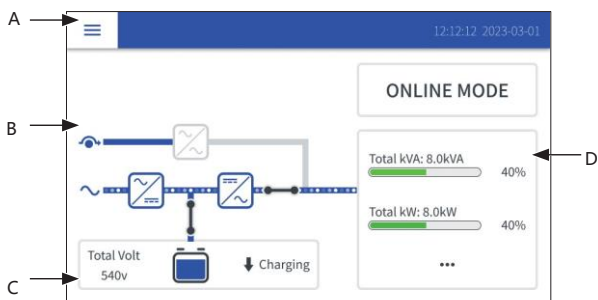 A
12:12:12 2023-03-01
ONLINE MODE
B
D
Total kVA: 8.0kVA
40%
Total kW: 8.0kW
40%
...
Total Volt
540v
Charging
C